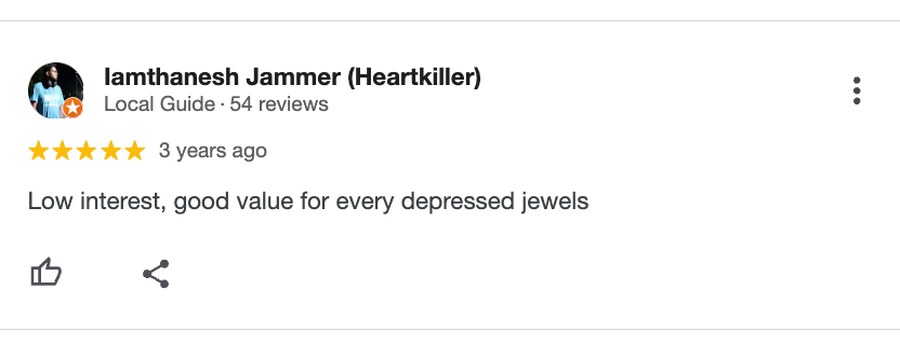 Iamthanesh Jammer (Heartkiller)
Local Guide · 54 reviews
3 years ago
Low interest, good value for every depressed jewels